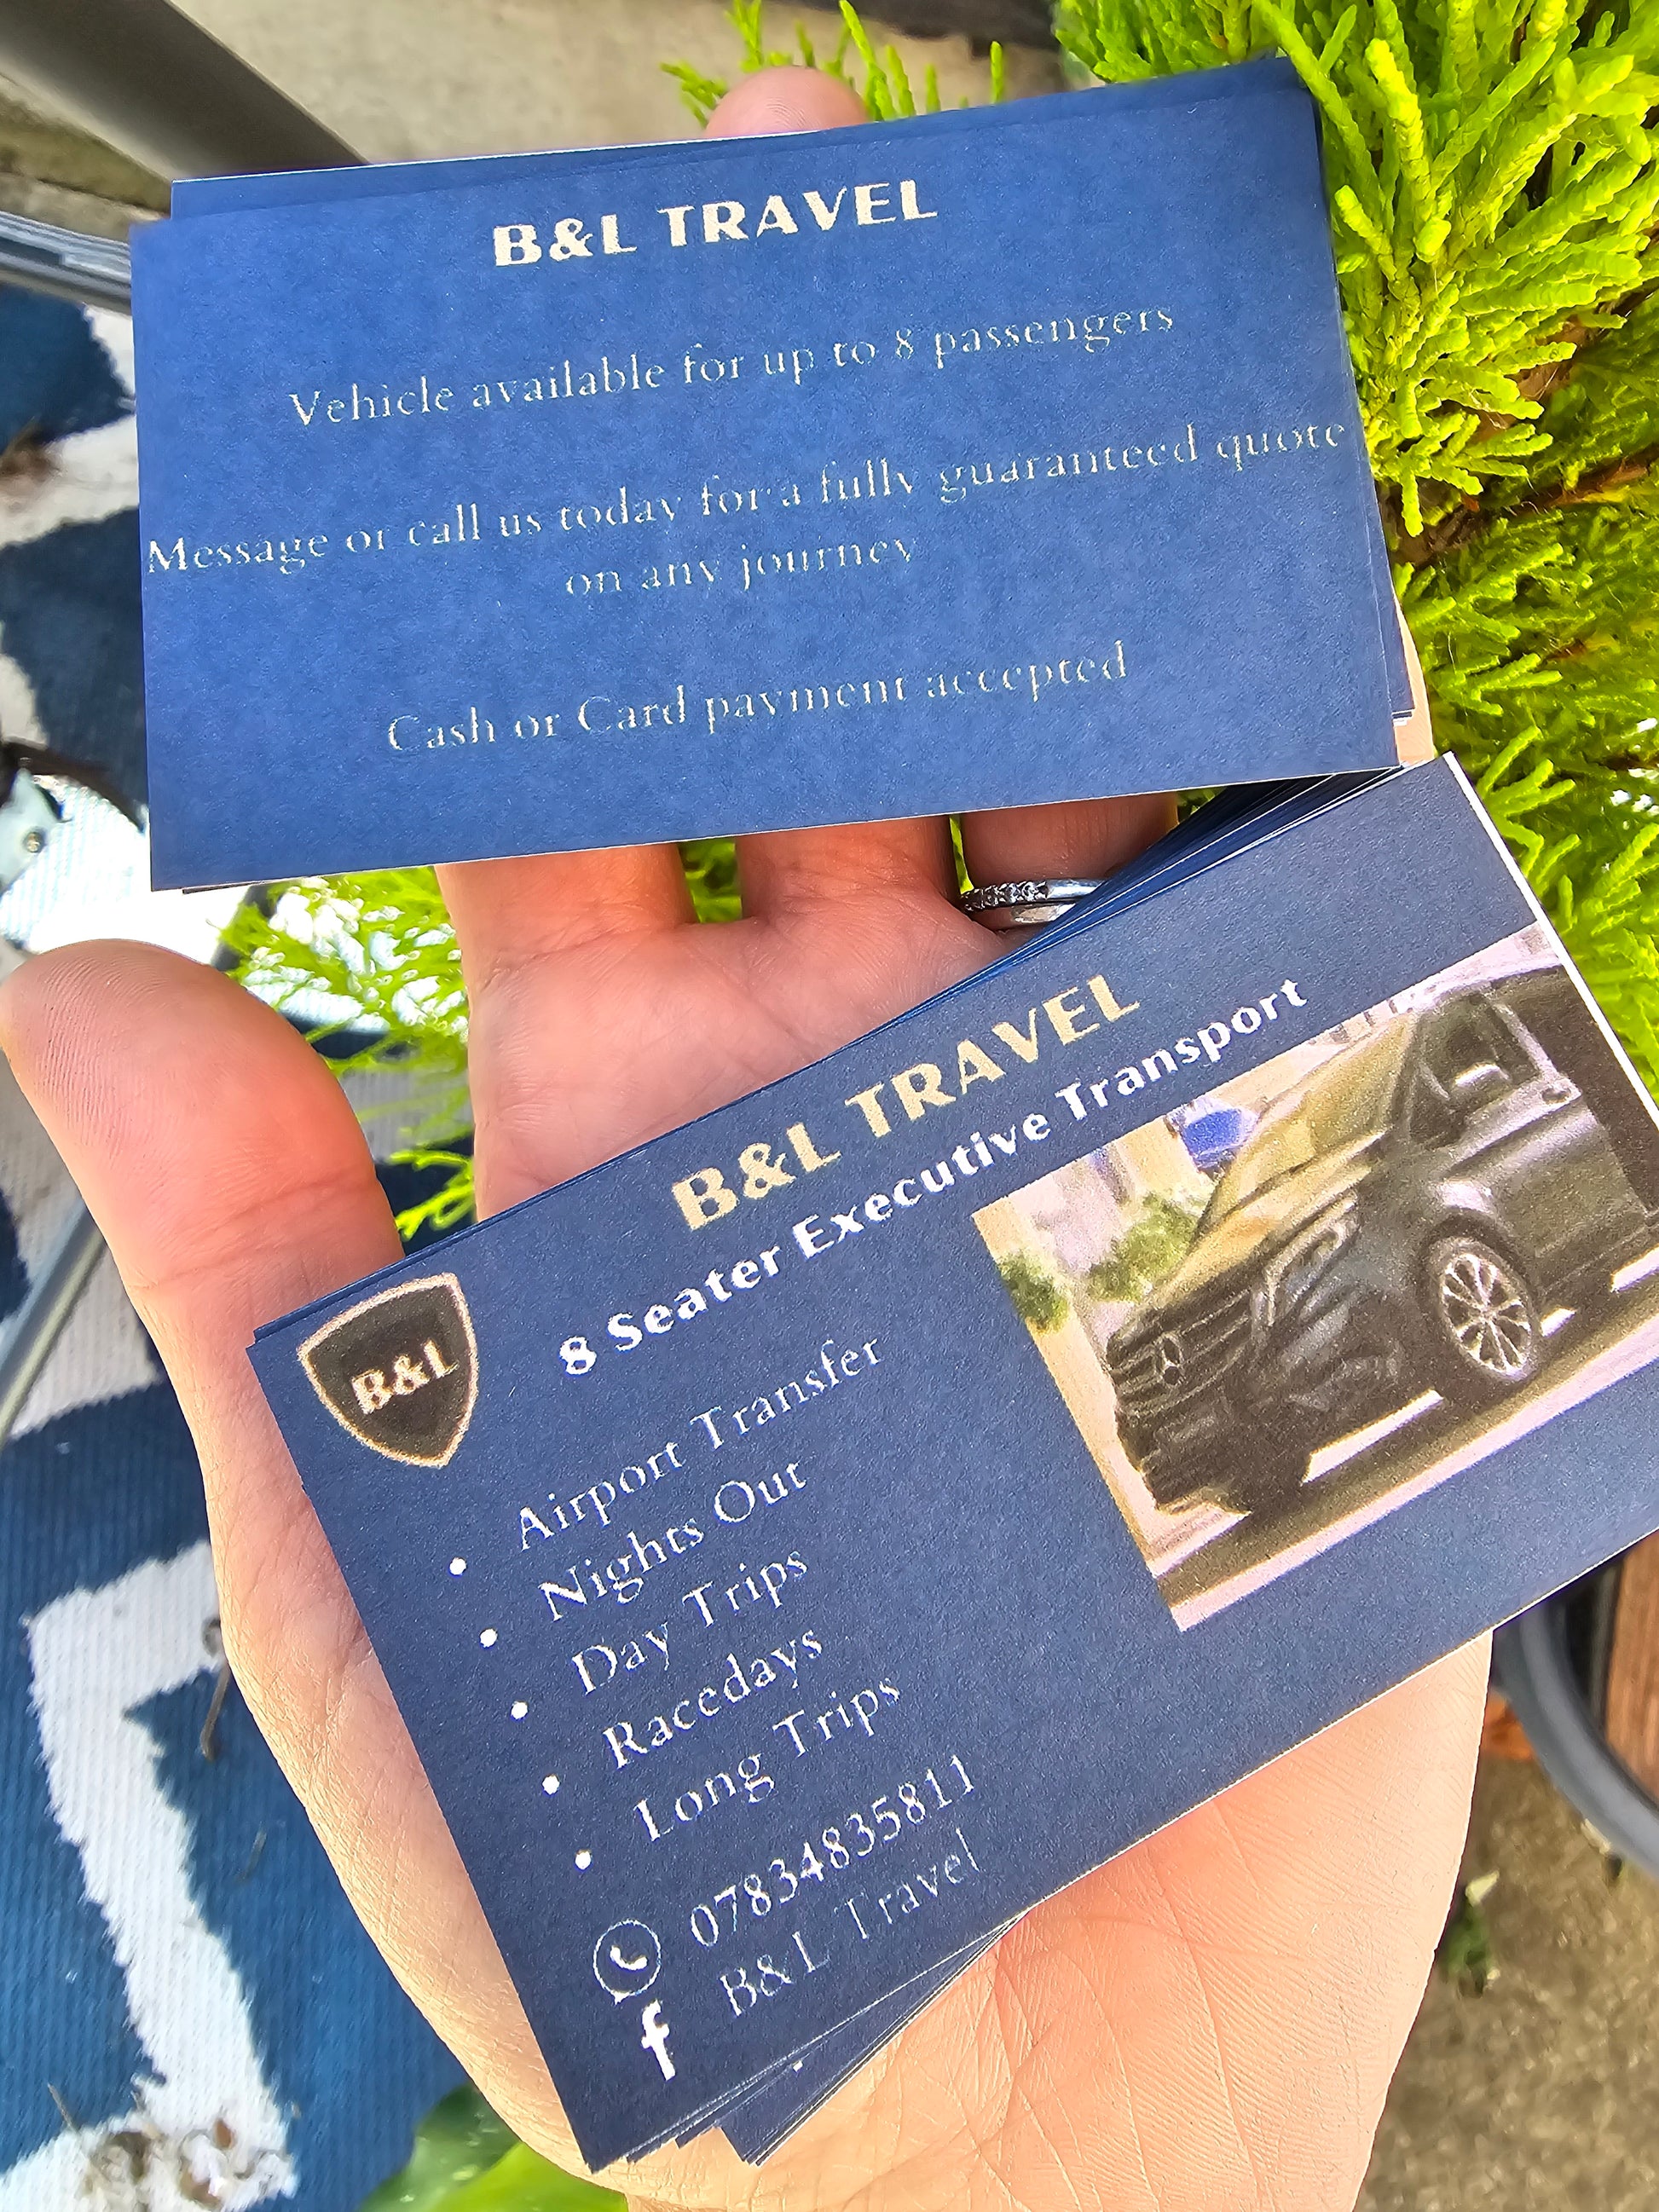 B&L TRAVEL
Vehicle available for up to 8 passengers
Message or call us today for a fully guaranteed quote
on any journey
Cash or Card payment accepted
B&L TRAVEL
8 Seater Executive Transport
B&L
Airport Transfer
Nights Out
Day Trips
Racedays
Long Trips
07834835811
B&L Travel